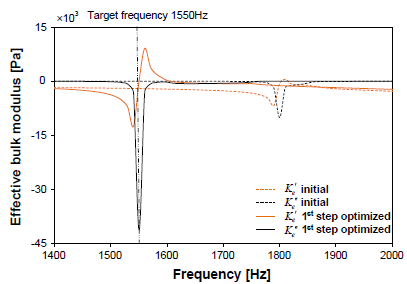 ×10³ Target frequency 1550Hz
15
0
-15
-30
-45
Effective bulk modulus [Pa]
K'ₑ initial
K''ₑ initial
K'ₑ 1st step optimized
K''ₑ 1st step optimized
1400 1500 1600 1700 1800 1900 2000
Frequency [Hz]